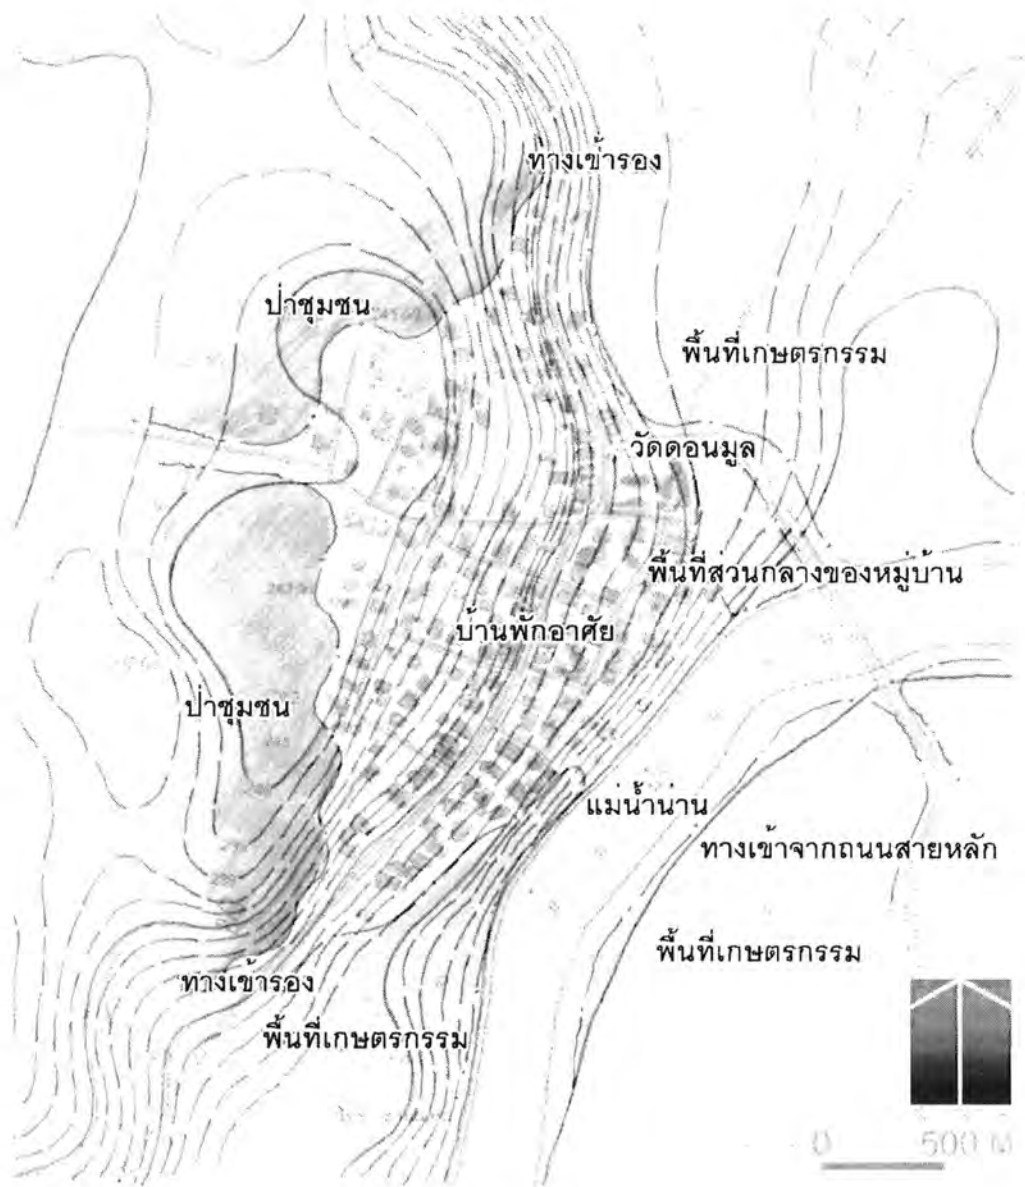 ทางเข้ารอง
ป่าชุมชน
พื้นที่เกษตรกรรม
วัดดอนมูล
พื้นที่ส่วนกลางของหมู่บ้าน
บ้านพักอาศัย
ป่าชุมชน
แม่น้ำน่าน
ทางเข้าจากถนนสายหลัก
พื้นที่เกษตรกรรม
ทางเข้ารอง
พื้นที่เกษตรกรรม
0 500 M